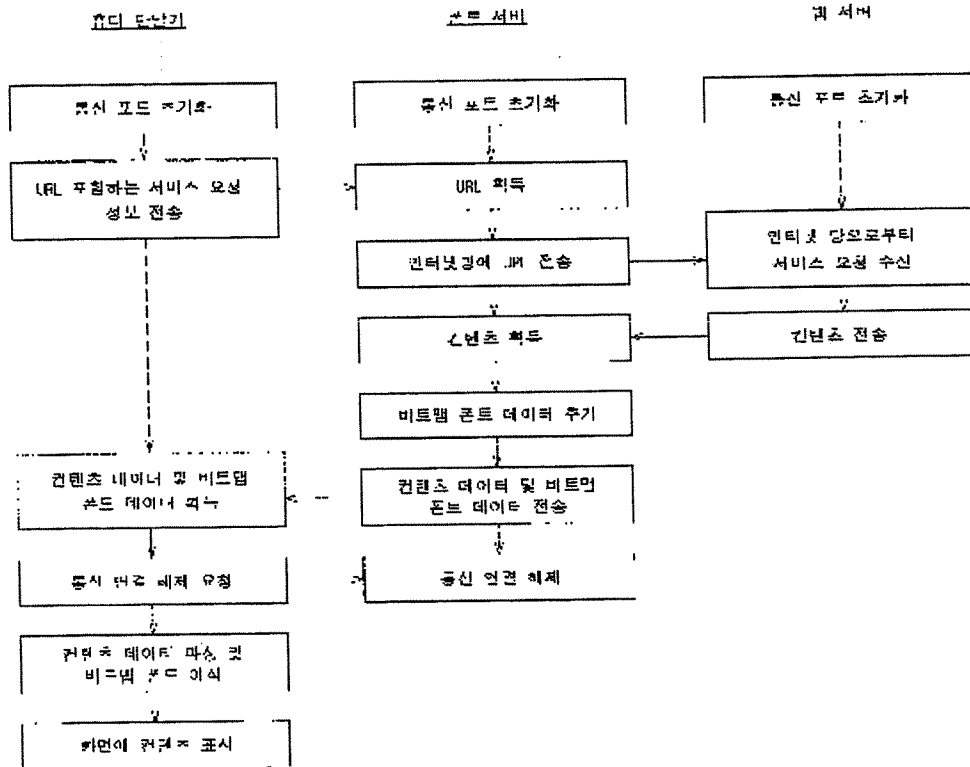 휴대 단말기
폰트 서버
웹 서버
통신 포트 초기화
통신 포트 초기화
통신 포트 초기화
URL 포함하는 서비스 요청
정보 전송
URL 획득
인터넷망에 URL 전송
인터넷 망으로부터
서비스 요청 수신
컨텐츠 획득
컨텐츠 전송
비트맵 폰트 데이터 추가
컨텐츠 데이터 및 비트맵
폰트 데이터 획득
컨텐츠 데이터 및 비트맵
폰트 데이터 전송
통신 연결 해제 요청
통신 연결 해제
컨텐츠 데이터 파싱 및
비트맵 폰트 이식
화면에 컨텐츠 표시